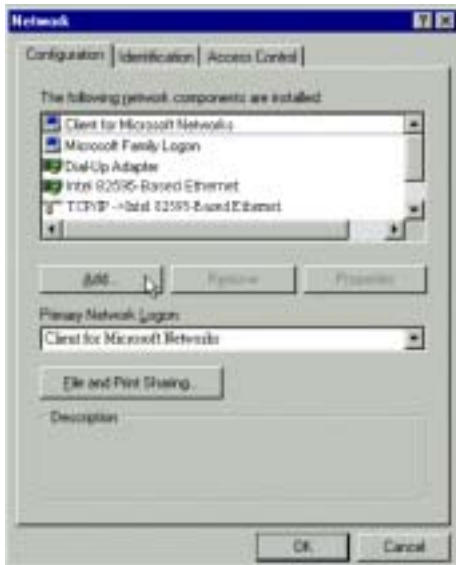 Network
Configuration Identification Access Control
The following network components are installed:
Client for Microsoft Networks
Microsoft Family Logon
Dial-Up Adapter
Intel 82595-Based Ethernet
TCP/IP ->Intel 82595-Based Ethernet
Add... Remove Properties
Primary Network Logon:
Client for Microsoft Networks
File and Print Sharing...
Description
OK Cancel